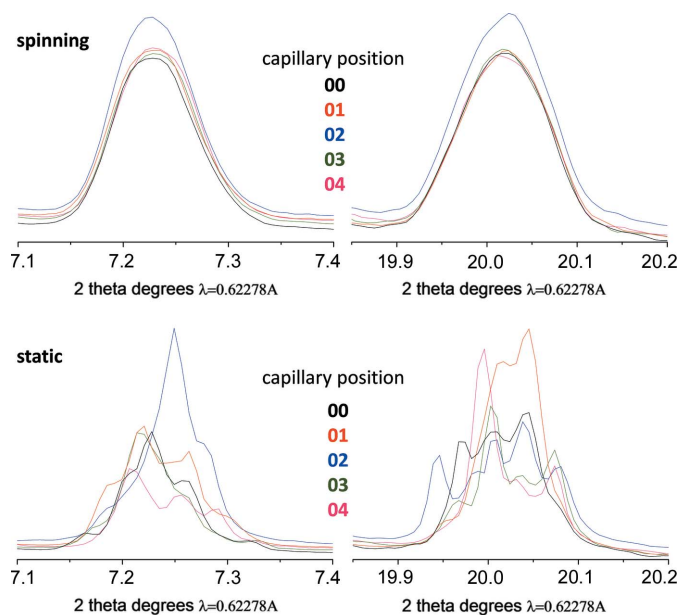 spinning
capillary position
00
01
02
03
04
7.1 7.2 7.3 7.4
19.9 20.0 20.1 20.2
2 theta degrees λ=0.62278A
2 theta degrees λ=0.62278A
static
capillary position
00
01
02
03
04
7.1 7.2 7.3 7.4
19.9 20.0 20.1 20.2
2 theta degrees λ=0.62278A
2 theta degrees λ=0.62278A